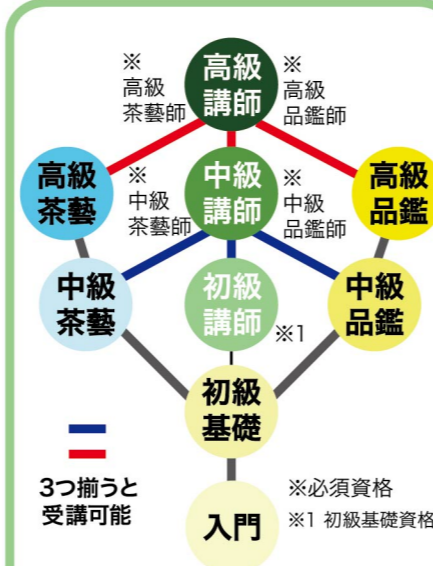 ※
高級
茶藝師
高級
講師
※
高級
品鑑師
高級
茶藝
※
中級
茶藝師
中級
講師
※
中級
品鑑師
高級
品鑑
中級
茶藝
初級
講師
※1
中級
品鑑
初級
基礎
3つ揃うと
受講可能
入門
※必須資格
※1 初級基礎資格